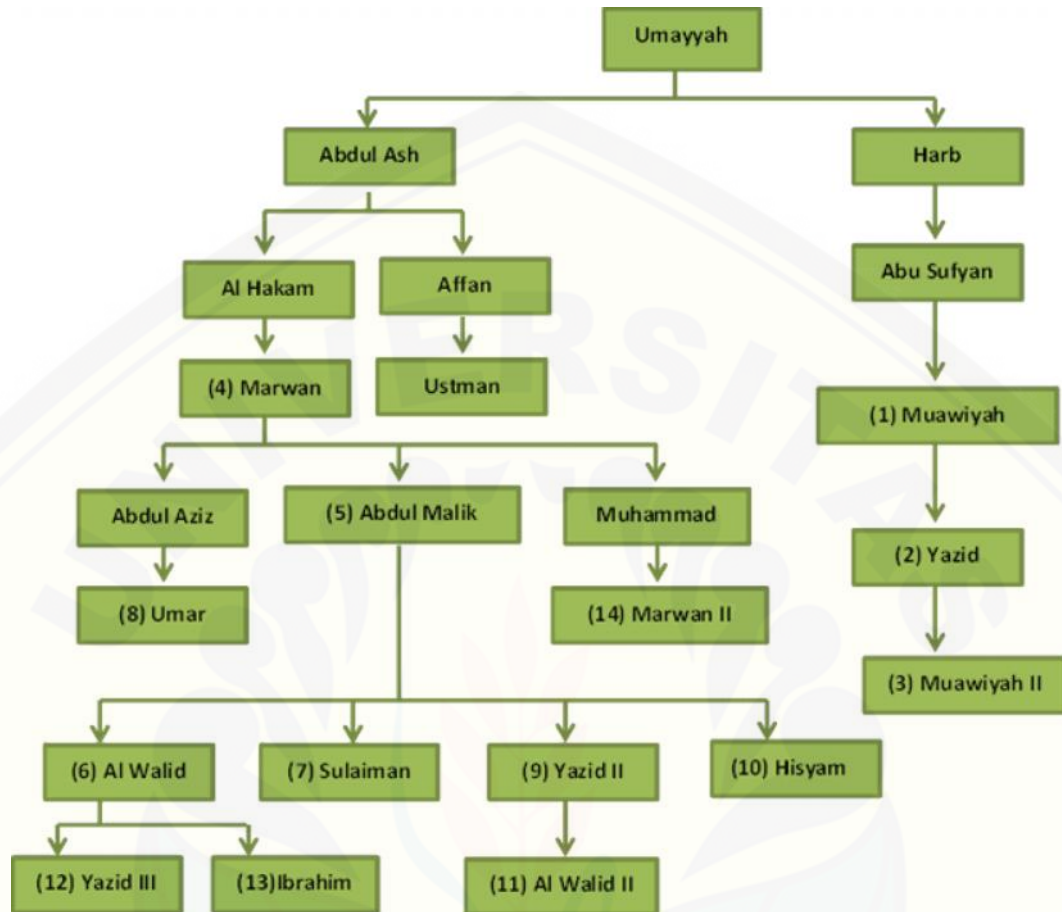 Umayyah
Abdul Ash
Harb
Al Hakam
Affan
Abu Sufyan
(4) Marwan
Ustman
(1) Muawiyah
Abdul Aziz
(5) Abdul Malik
Muhammad
(2) Yazid
(8) Umar
(14) Marwan II
(3) Muawiyah II
(6) Al Walid
(7) Sulaiman
(9) Yazid II
(10) Hisyam
(12) Yazid III
(13)Ibrahim
(11) Al Walid II
UNIVERSITAS